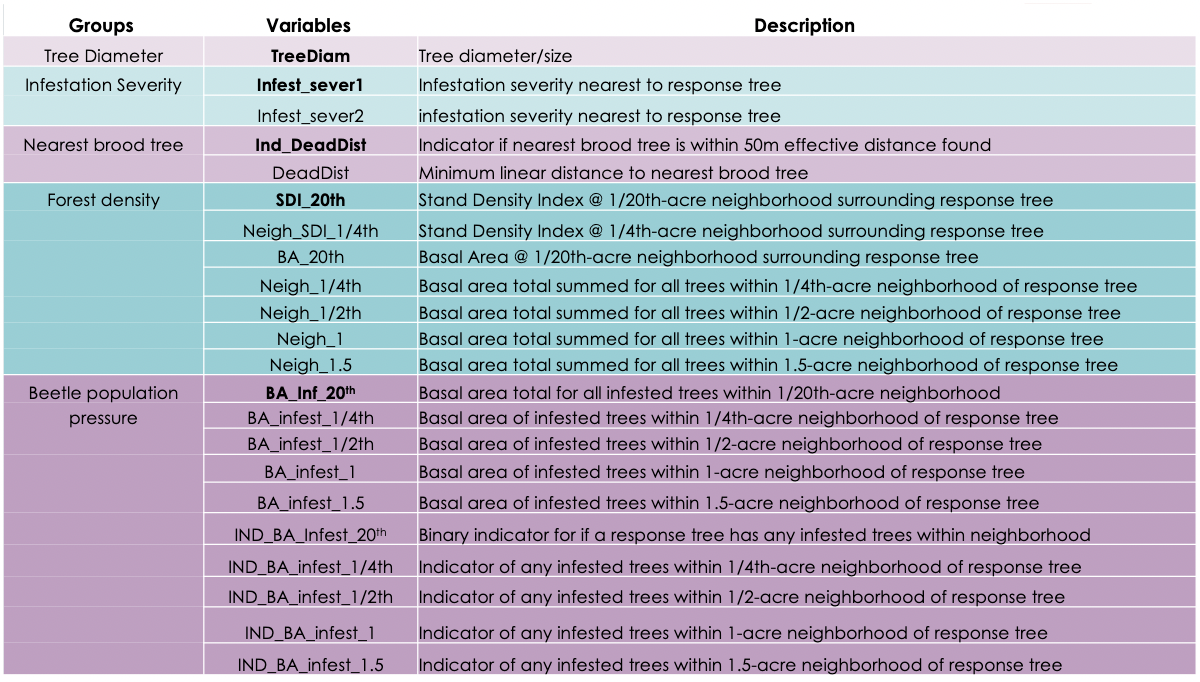 Groups Variables Description
Tree Diameter TreeDiam Tree diameter/size
Infestation Severity Infest_sever1 Infestation severity nearest to response tree
Infest_sever2 infestation severity nearest to response tree
Nearest brood tree Ind_DeadDist Indicator if nearest brood tree is within 50m effective distance found
DeadDist Minimum linear distance to nearest brood tree
Forest density SDI_20th Stand Density Index @ 1/20th-acre neighborhood surrounding response tree
Neigh_SDI_1/4th Stand Density Index @ 1/4th-acre neighborhood surrounding response tree
BA_20th Basal Area @ 1/20th-acre neighborhood surrounding response tree
Neigh_1/4th Basal area total summed for all trees within 1/4th-acre neighborhood of response tree
Neigh_1/2th Basal area total summed for all trees within 1/2-acre neighborhood of response tree
Neigh_1 Basal area total summed for all trees within 1-acre neighborhood of response tree
Neigh_1.5 Basal area total summed for all trees within 1.5-acre neighborhood of response tree
Beetle population BA_Inf_20th Basal area total for all infested trees within 1/20th-acre neighborhood
pressure BA_infest_1/4th Basal area of infested trees within 1/4th-acre neighborhood of response tree
BA_infest_1/2th Basal area of infested trees within 1/2-acre neighborhood of response tree
BA_infest_1 Basal area of infested trees within 1-acre neighborhood of response tree
BA_infest_1.5 Basal area of infested trees within 1.5-acre neighborhood of response tree
IND_BA_Infest_20th Binary indicator for if a response tree has any infested trees within neighborhood
IND_BA_infest_1/4th Indicator of any infested trees within 1/4th-acre neighborhood of response tree
IND_BA_infest_1/2th Indicator of any infested trees within 1/2-acre neighborhood of response tree
IND_BA_infest_1 Indicator of any infested trees within 1-acre neighborhood of response tree
IND_BA_infest_1.5 Indicator of any infested trees within 1.5-acre neighborhood of response tree